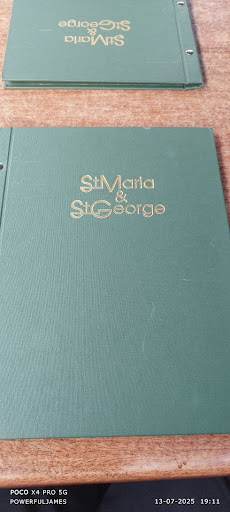 St.Maria
&
St.George
St.Maria
&
St.George
POCO X4 PRO 5G
POWERFULJAMES
13-07-2025 19:11